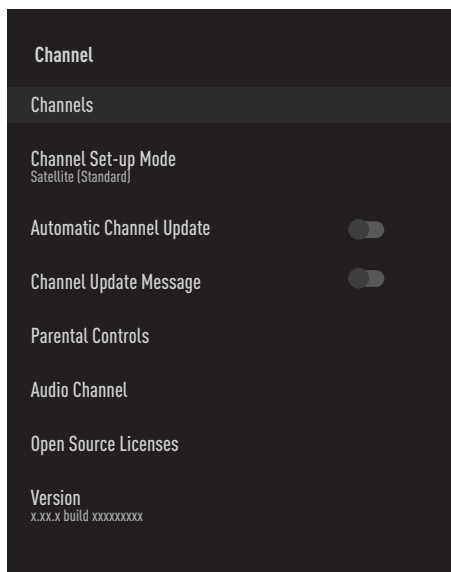 Channel
Channels
Channel Set-up Mode
Satellite (Standard)
Automatic Channel Update
Channel Update Message
Parental Controls
Audio Channel
Open Source Licenses
Version
x.xx.x build xxxxxxxxx